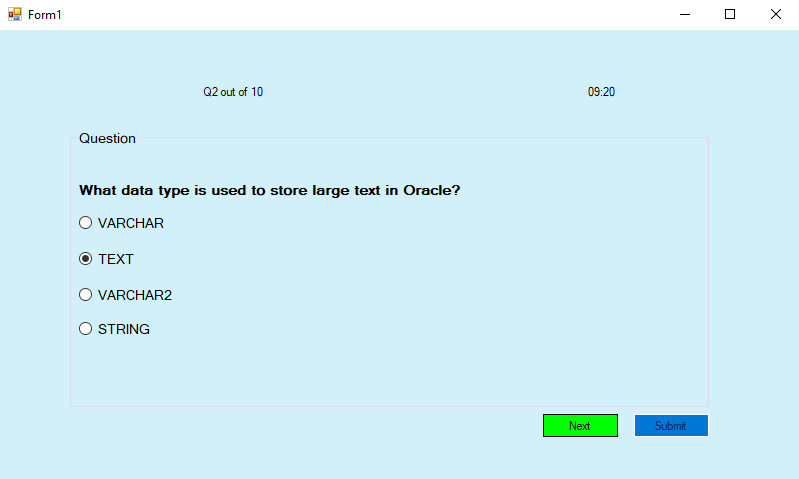 Form1
Q2 out of 10
09:20
Question
What data type is used to store large text in Oracle?
VARCHAR
TEXT
VARCHAR2
STRING
Next
Submit